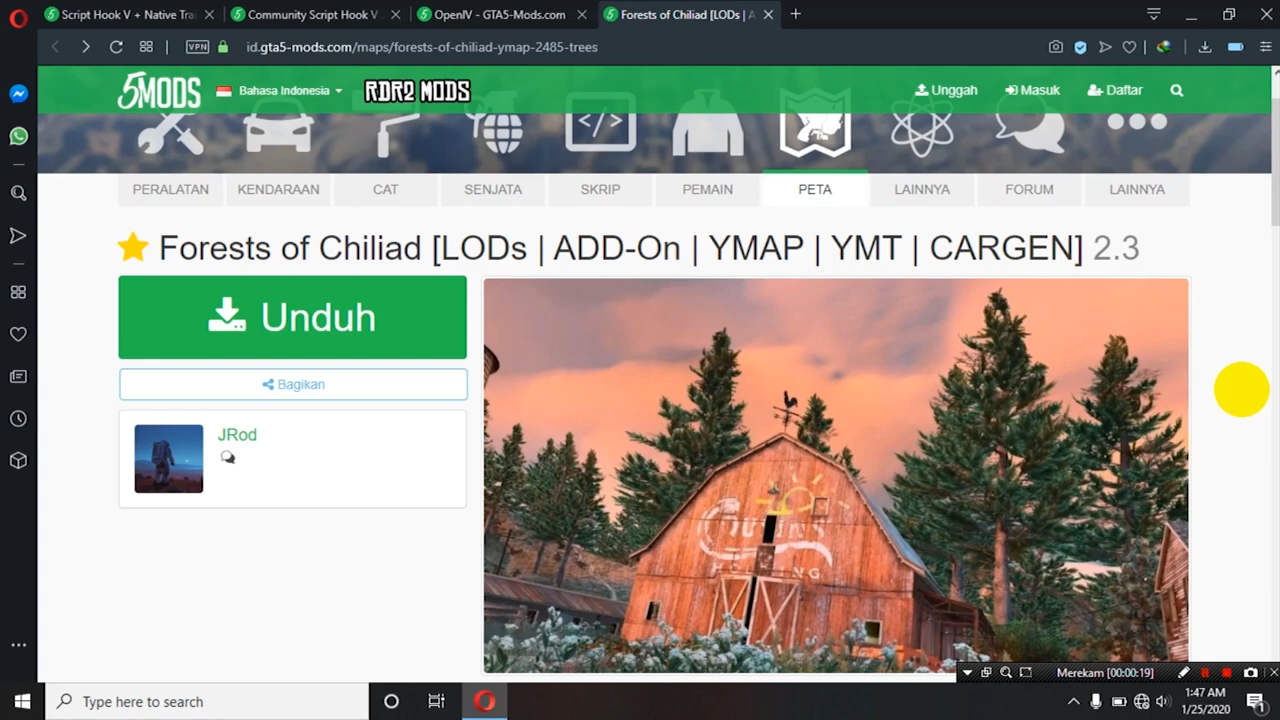 Script Hook V + Native Trai
Community Script Hook V
OpenIV - GTA5-Mods.com
Forests of Chiliad [LODs | A
VPN
id.gta5-mods.com/maps/forests-of-chiliad-ymap-2485-trees
5MODS
Bahasa Indonesia
RDR2 MODS
Unggah
Masuk
Daftar
PERALATAN
KENDARAAN
CAT
SENJATA
SKRIP
PEMAIN
PETA
LAINNYA
FORUM
LAINNYA
Forests of Chiliad [LODs | ADD-On | YMAP | YMT | CARGEN] 2.3
Unduh
Bagikan
JRod
Merekam [00:00:19]
Type here to search
1:47 AM
1/25/2020
1